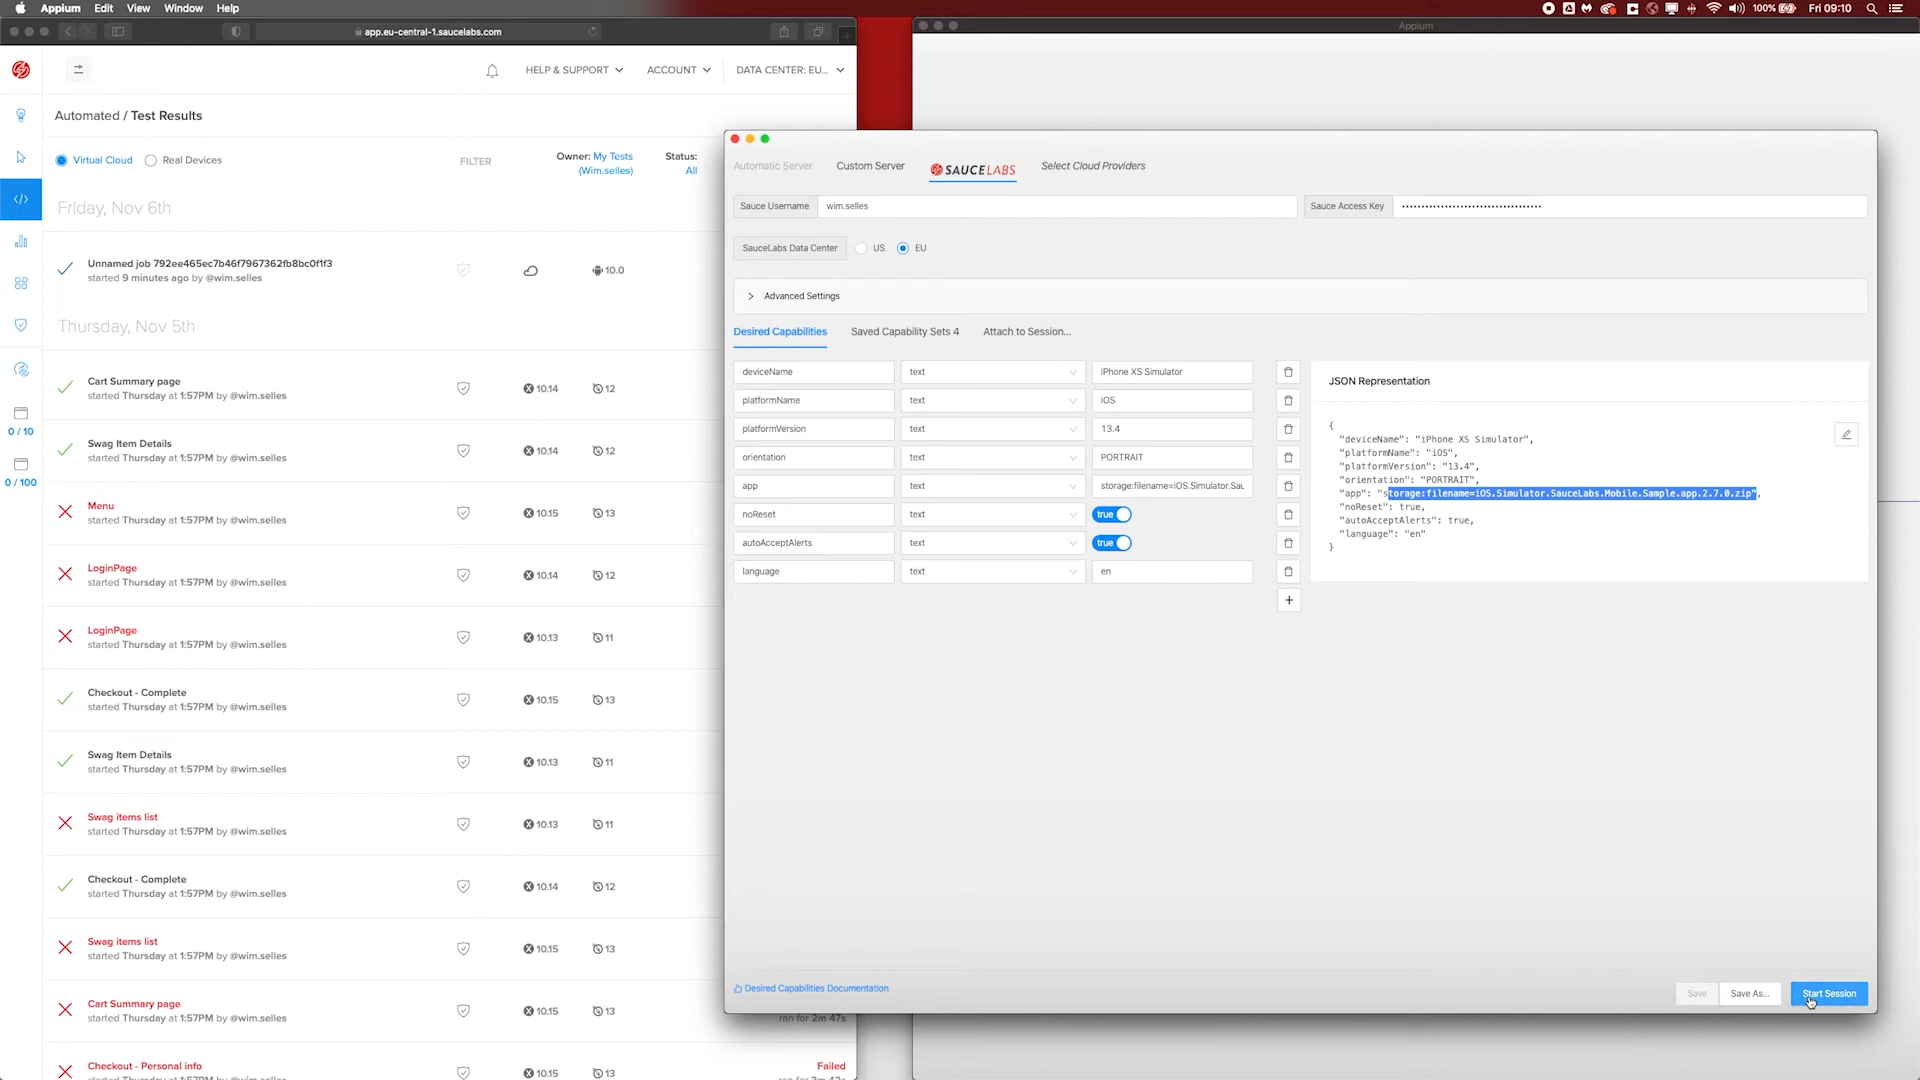 Appium Edit View Window Help
100% Fri 09:10
app.eu-central-1.saucelabs.com
Appium
HELP & SUPPORT ACCOUNT DATA CENTER: EU...
Automated / Test Results
Virtual Cloud Real Devices
FILTER
Owner: My Tests
(Wim.selles)
Status:
All
Friday, Nov 6th
Unnamed job 792ee465ec7b46f7967362fb8bc0f1f3
started 9 minutes ago by @wim.selles
10.0
Thursday, Nov 5th
Cart Summary page
started Thursday at 1:57PM by @wim.selles
10.14 12
Swag Item Details
started Thursday at 1:57PM by @wim.selles
10.14 12
Menu
started Thursday at 1:57PM by @wim.selles
10.15 13
LoginPage
started Thursday at 1:57PM by @wim.selles
10.14 12
LoginPage
started Thursday at 1:57PM by @wim.selles
10.13 11
Checkout - Complete
started Thursday at 1:57PM by @wim.selles
10.15 13
Swag Item Details
started Thursday at 1:57PM by @wim.selles
10.13 11
Swag items list
started Thursday at 1:57PM by @wim.selles
10.13 11
Checkout - Complete
started Thursday at 1:57PM by @wim.selles
10.14 12
Swag items list
started Thursday at 1:57PM by @wim.selles
10.15 13
Cart Summary page
started Thursday at 1:57PM by @wim.selles
10.15 13
ran for 2m 47s
Checkout - Personal info
10.15 13
Failed
0 / 10
0 / 100
Automatic Server Custom Server SAUCELABS Select Cloud Providers
Sauce Username wim.selles Sauce Access Key
SauceLabs Data Center US EU
Advanced Settings
Desired Capabilities Saved Capability Sets 4 Attach to Session...
deviceName text iPhone XS Simulator
platformName text iOS
platformVersion text 13.4
orientation text PORTRAIT
app text storage:filename=iOS.Simulator.Sau
noReset text true
autoAcceptAlerts text true
language text en
+
JSON Representation
{
"deviceName": "iPhone XS Simulator",
"platformName": "iOS",
"platformVersion": "13.4",
"orientation": "PORTRAIT",
"app": "storage:filename=iOS.Simulator.SauceLabs.Mobile.Sample.app.2.7.0.zip",
"noReset": true,
"autoAcceptAlerts": true,
"language": "en"
}
Desired Capabilities Documentation
Save Save As... Start Session